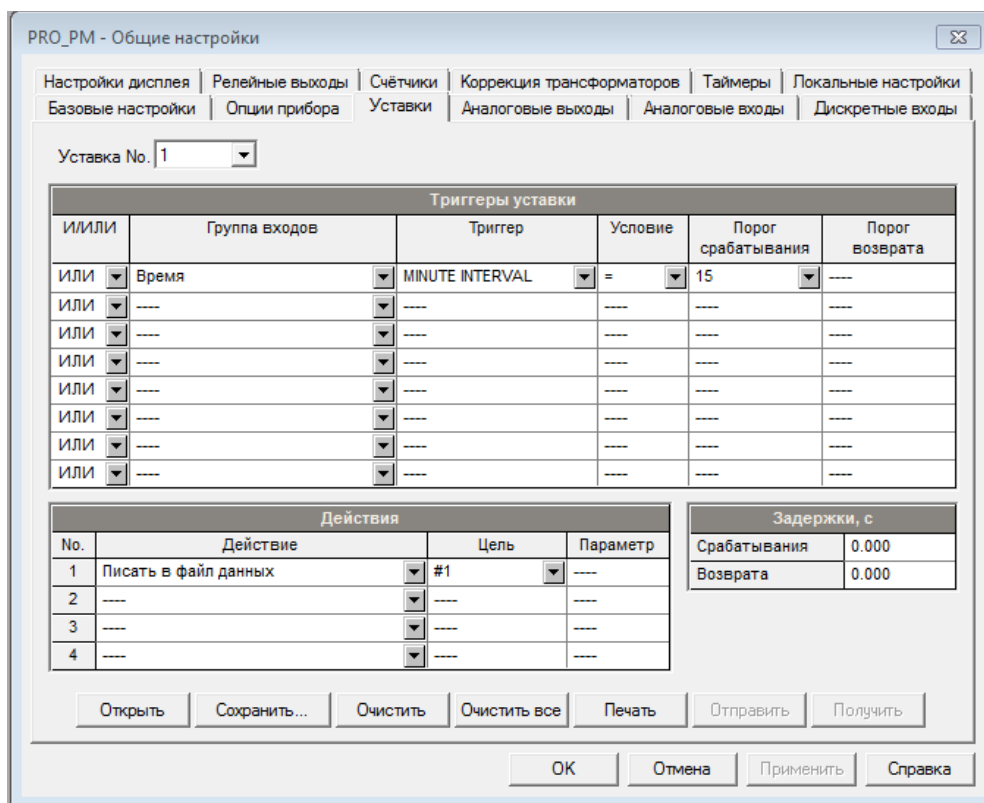 PRO_PM - Общие настройки
Настройки дисплея Релейные выходы Счётчики Коррекция трансформаторов Таймеры Локальные настройки
Базовые настройки Опции прибора Уставки Аналоговые выходы Аналоговые входы Дискретные входы
Уставка No. 1
Триггеры уставки
И/ИЛИ Группа входов Триггер Условие Порог срабатывания Порог возврата
ИЛИ Время MINUTE INTERVAL = 15 ----
ИЛИ ---- ---- ---- ---- ----
ИЛИ ---- ---- ---- ---- ----
ИЛИ ---- ---- ---- ---- ----
ИЛИ ---- ---- ---- ---- ----
ИЛИ ---- ---- ---- ---- ----
ИЛИ ---- ---- ---- ---- ----
ИЛИ ---- ---- ---- ---- ----
Действия
No. Действие Цель Параметр
1 Писать в файл данных #1 ----
2 ---- ---- ----
3 ---- ---- ----
4 ---- ---- ----
Задержки, с
Срабатывания 0.000
Возврата 0.000
Открыть Сохранить... Очистить Очистить все Печать Отправить Получить
OK Отмена Применить Справка